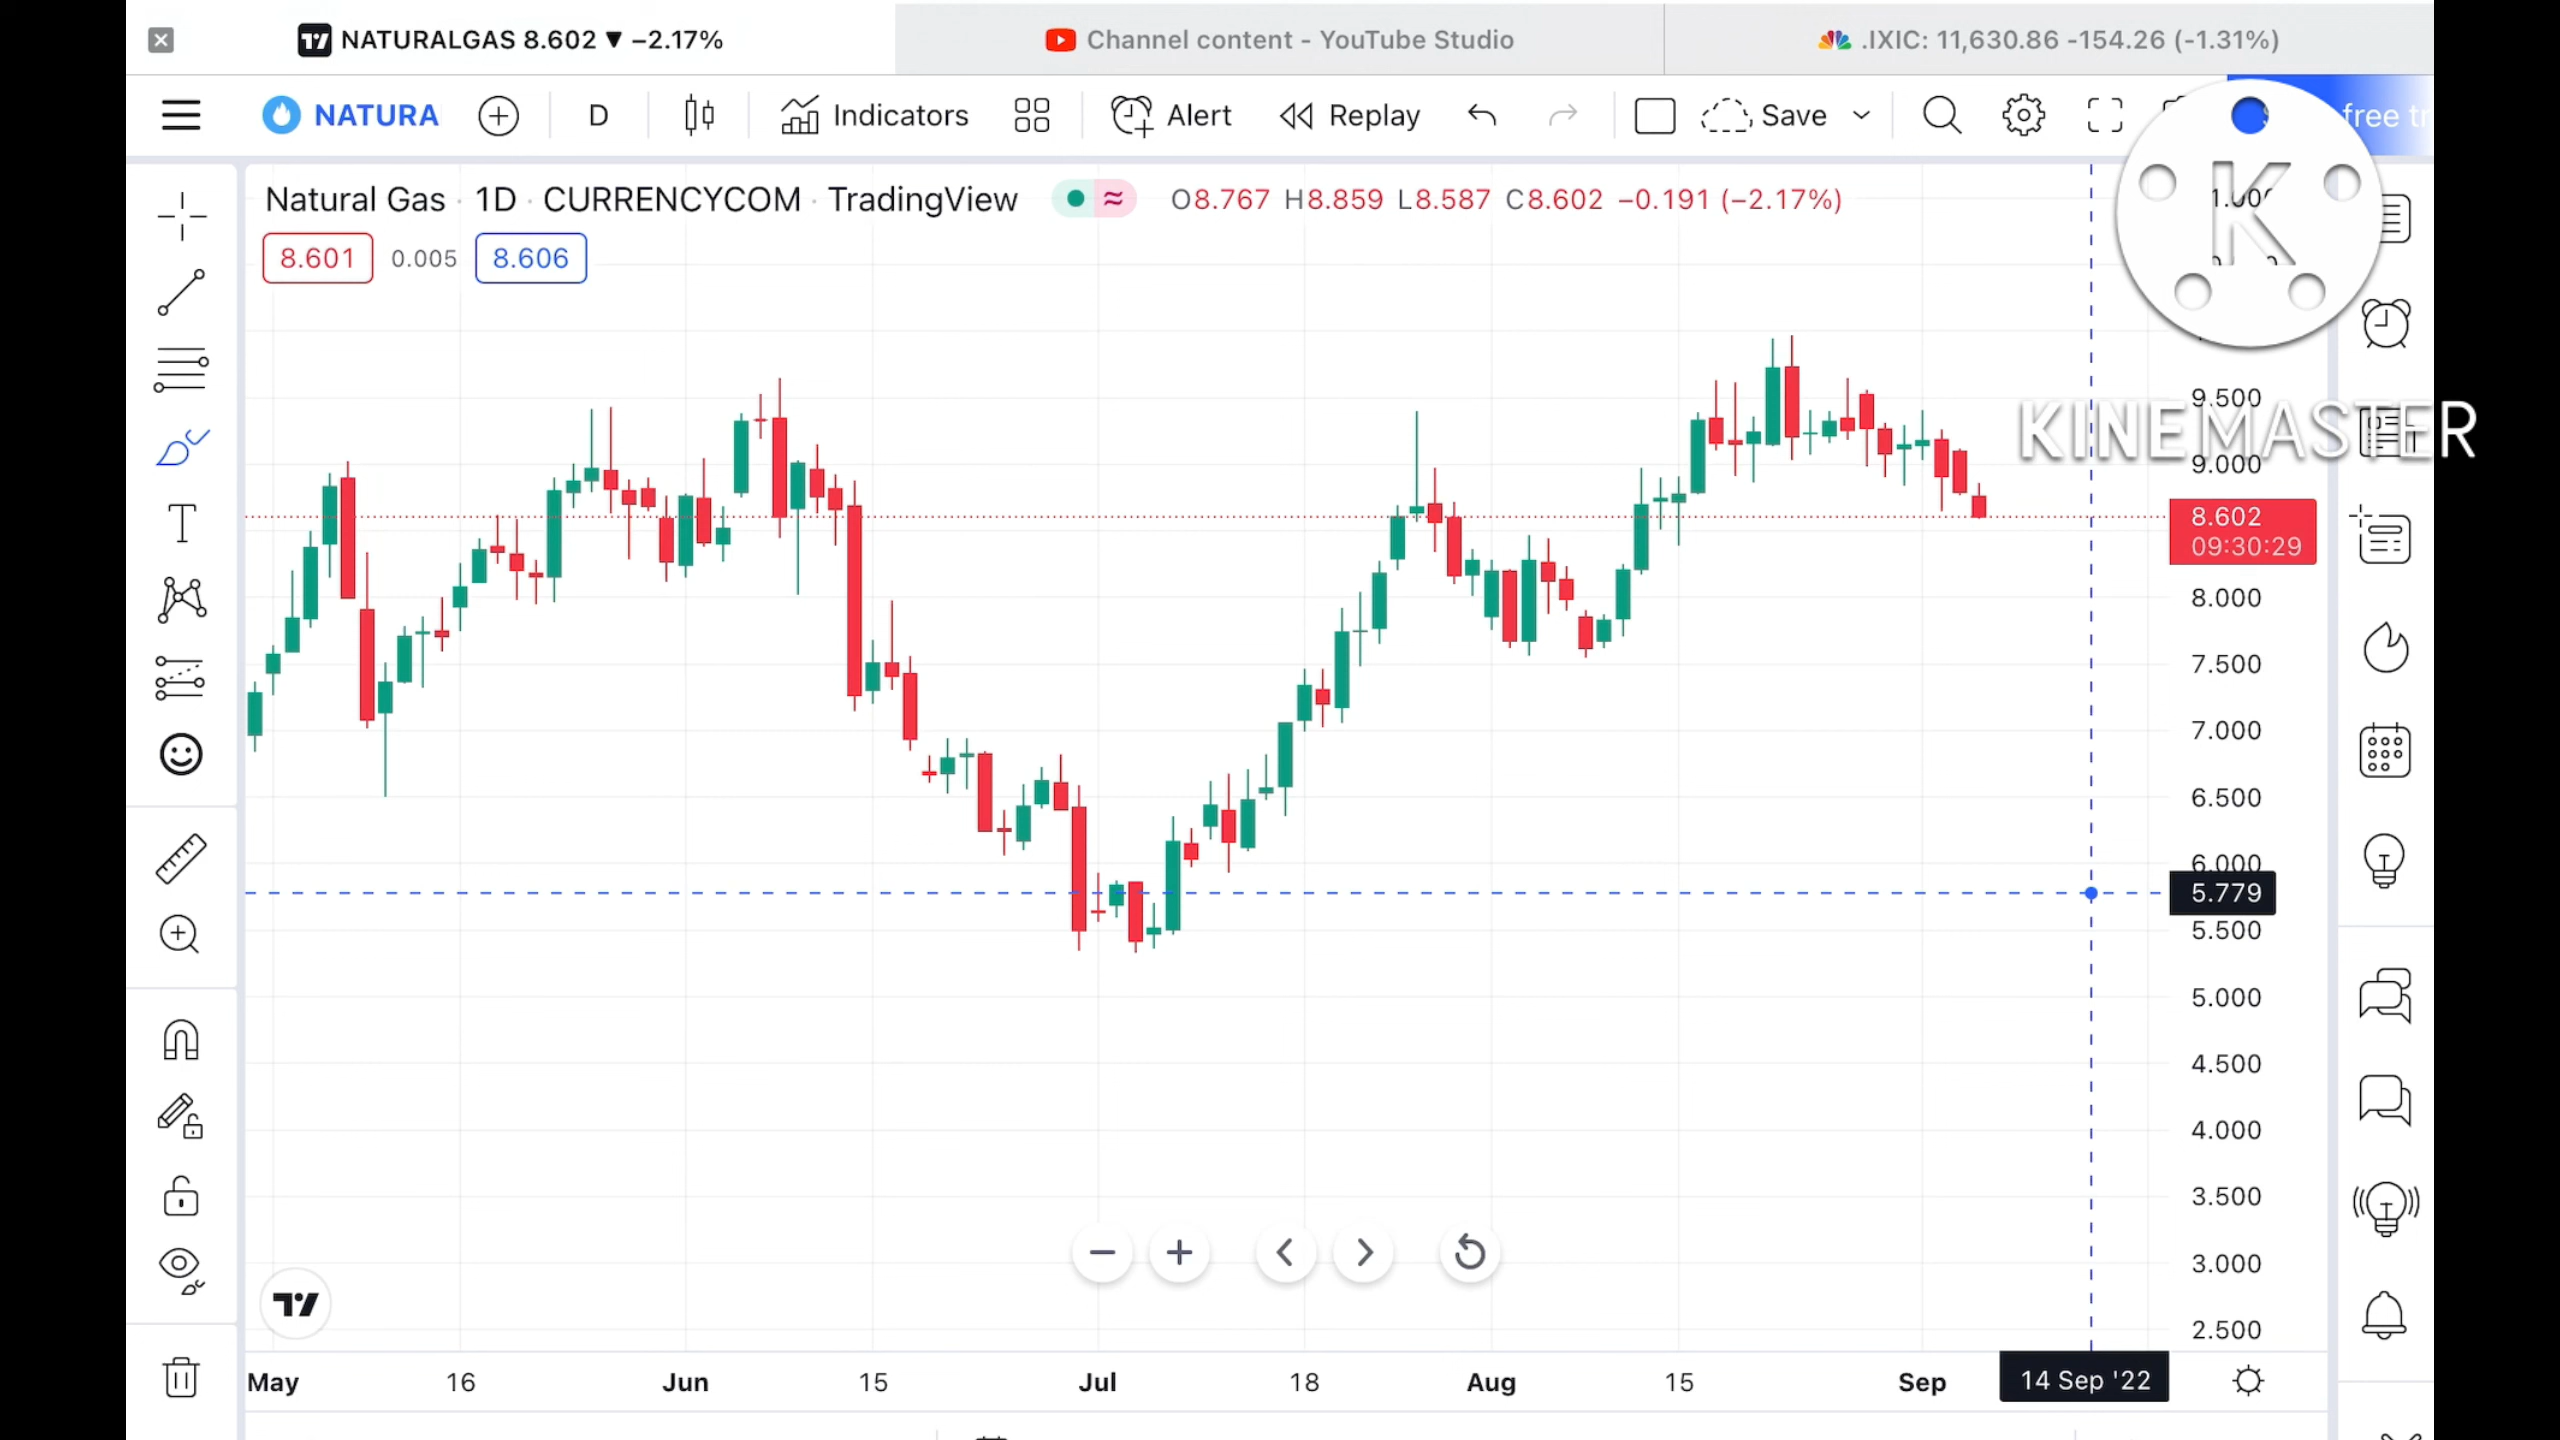 NATURALGAS 8.602 ▼ −2.17%
Channel content - YouTube Studio
.IXIC: 11,630.86 -154.26 (-1.31%)
NATURA
D
Indicators
Alert
Replay
Save
free tr
Natural Gas · 1D · CURRENCYCOM · TradingView
≈
O8.767 H8.859 L8.587 C8.602 −0.191 (−2.17%)
8.601 0.005 8.606
K
KINEMASTER
9.500
9.000
8.602
09:30:29
8.000
7.500
7.000
6.500
6.000
5.779
5.500
5.000
4.500
4.000
3.500
3.000
2.500
May 16 Jun 15 Jul 18 Aug 15 Sep 14 Sep '22